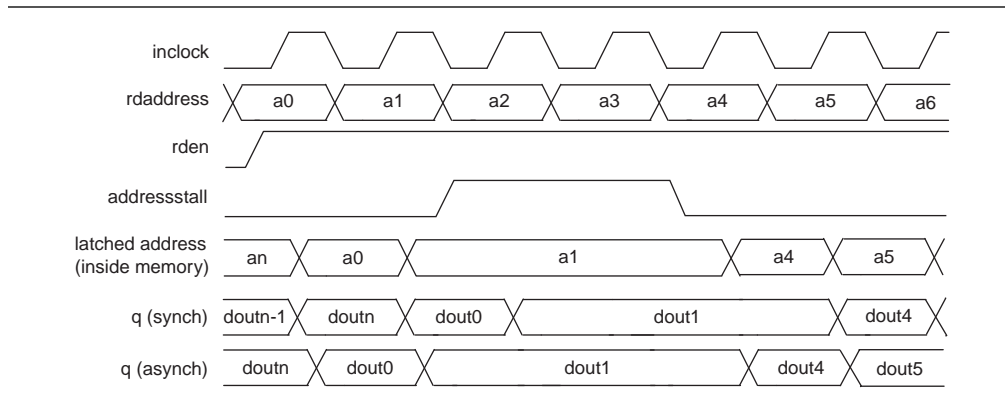 inclock
rdaddress a0 a1 a2 a3 a4 a5 a6
rden
addressstall
latched address
(inside memory) an a0 a1 a4 a5
q (synch) doutn-1 doutn dout0 dout1 dout4
q (asynch) doutn dout0 dout1 dout4 dout5